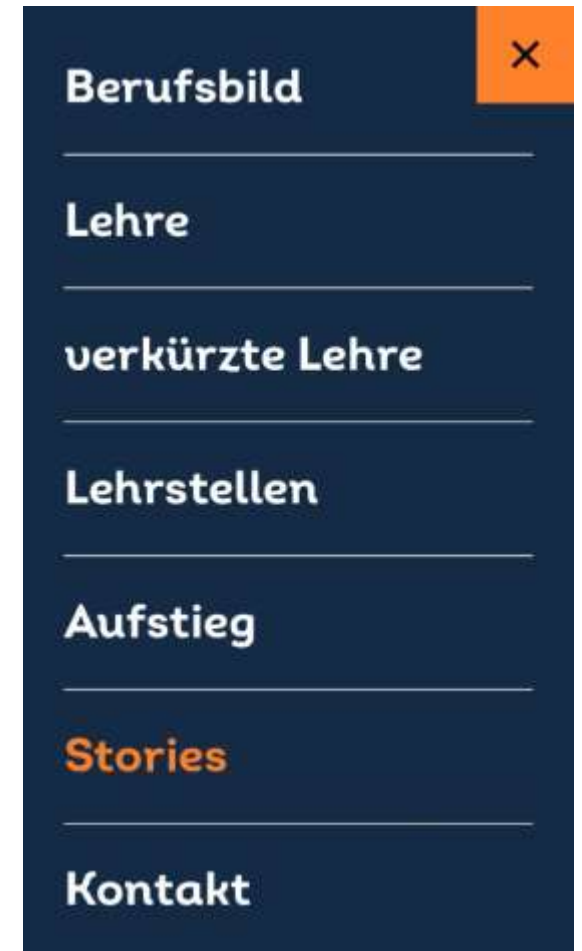 Berufsbild
Lehre
verkürzte Lehre
Lehrstellen
Aufstieg
Stories
Kontakt